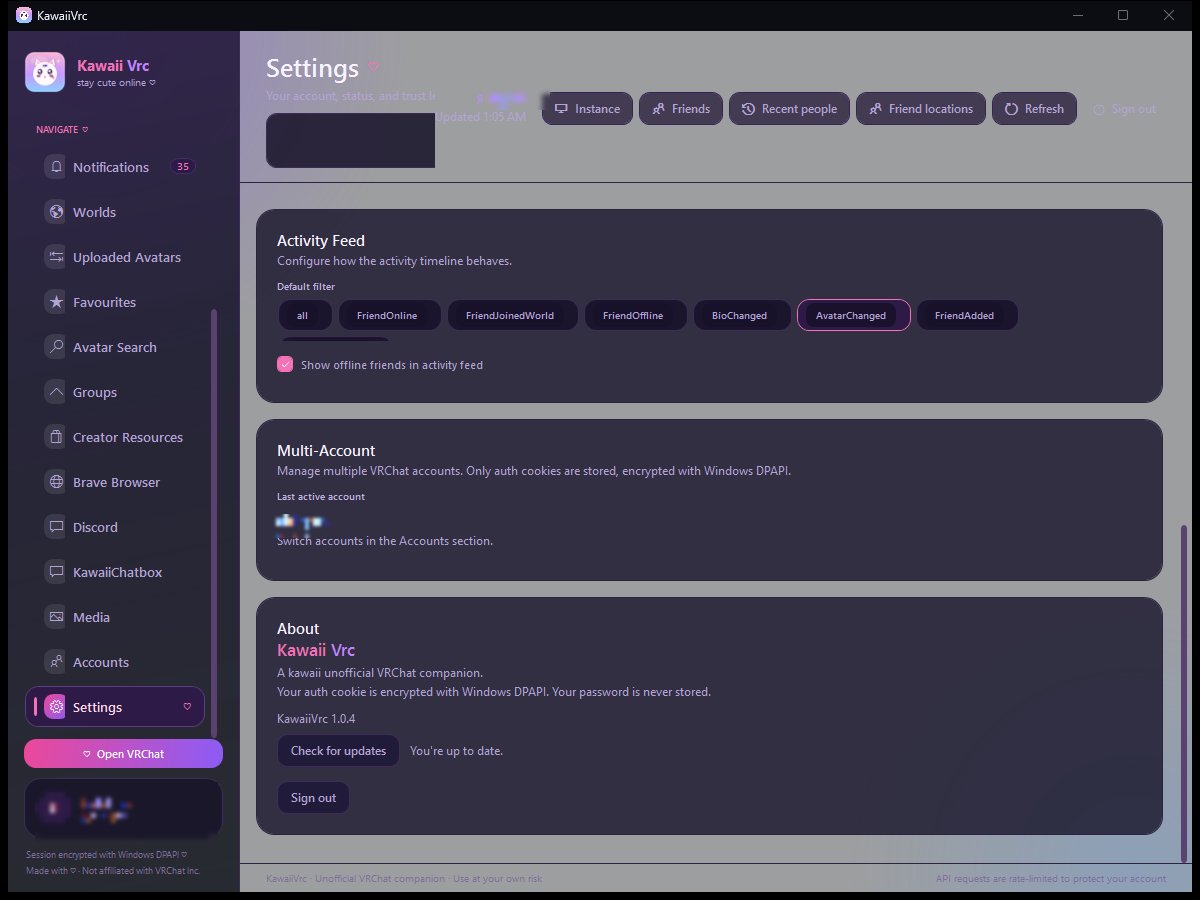 KawaiiVrc
Kawaii Vrc
stay cute online ♡
NAVIGATE ♡
Notifications 35
Worlds
Uploaded Avatars
Favourites
Avatar Search
Groups
Creator Resources
Brave Browser
Discord
KawaiiChatbox
Media
Accounts
Settings ♡
♡ Open VRChat
Session encrypted with Windows DPAPI ♡
Made with ♡ · Not affiliated with VRChat Inc.
Settings ♡
Your account, status, and trust l
Updated 1:05 AM
Instance
Friends
Recent people
Friend locations
Refresh
Sign out
Activity Feed
Configure how the activity timeline behaves.
Default filter
all FriendOnline FriendJoinedWorld FriendOffline BioChanged AvatarChanged FriendAdded
Show offline friends in activity feed
Multi-Account
Manage multiple VRChat accounts. Only auth cookies are stored, encrypted with Windows DPAPI.
Last active account
Switch accounts in the Accounts section.
About
Kawaii Vrc
A kawaii unofficial VRChat companion.
Your auth cookie is encrypted with Windows DPAPI. Your password is never stored.
KawaiiVrc 1.0.4
Check for updates You're up to date.
Sign out
KawaiiVrc · Unofficial VRChat companion · Use at your own risk
API requests are rate-limited to protect your account